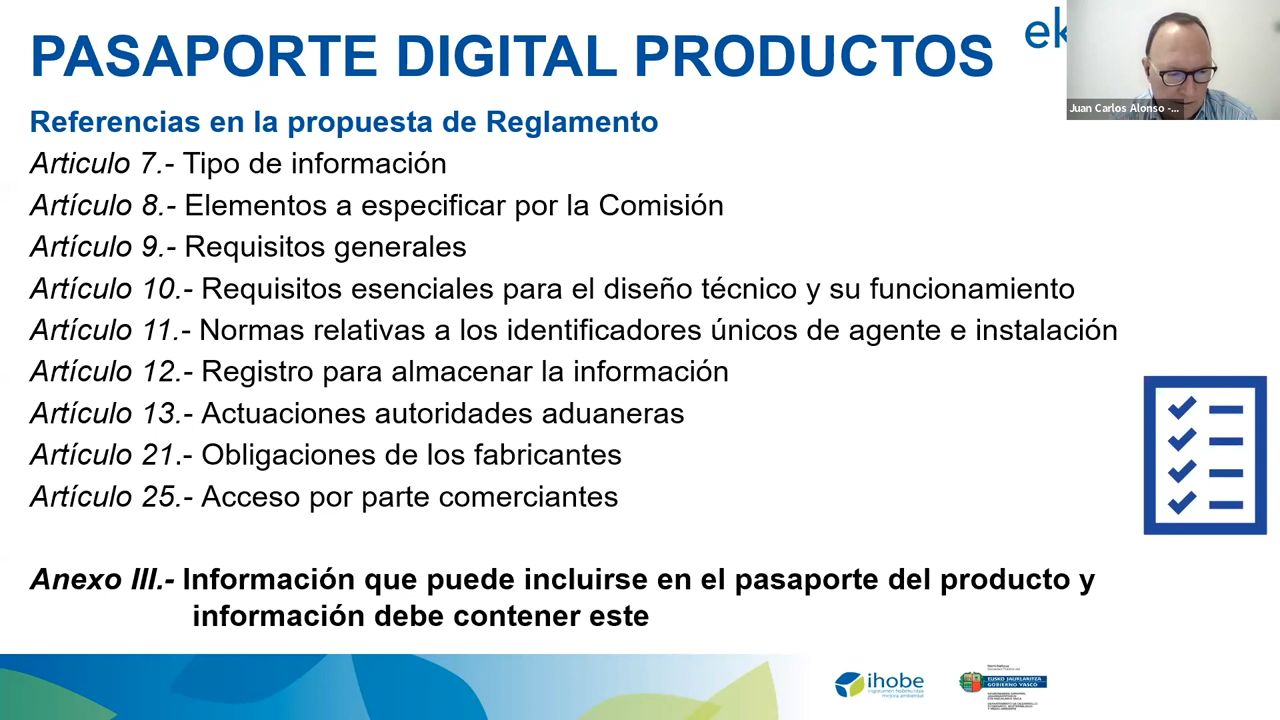 PASAPORTE DIGITAL PRODUCTOS
ek
Juan Carlos Alonso -...
Referencias en la propuesta de Reglamento
Articulo 7.- Tipo de información
Artículo 8.- Elementos a especificar por la Comisión
Artículo 9.- Requisitos generales
Artículo 10.- Requisitos esenciales para el diseño técnico y su funcionamiento
Artículo 11.- Normas relativas a los identificadores únicos de agente e instalación
Artículo 12.- Registro para almacenar la información
Artículo 13.- Actuaciones autoridades aduaneras
Artículo 21.- Obligaciones de los fabricantes
Artículo 25.- Acceso por parte comerciantes
Anexo III.- Información que puede incluirse en el pasaporte del producto y
información debe contener este
ihobe
EUSKO JAURLARITZA
GOBIERNO VASCO